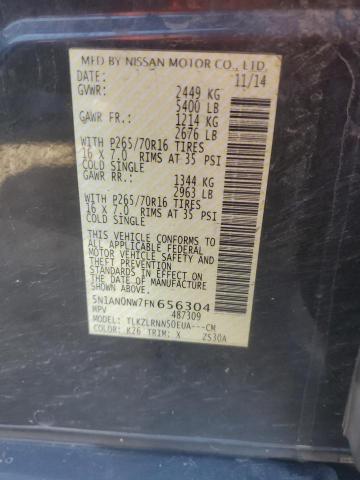 MFD BY NISSAN MOTOR CO., LTD.
DATE: 11/14
GVWR: 2449 KG
5400 LB
GAWR FR.: 1214 KG
2676 LB
WITH P265/70R16 TIRES
16 X 7.0 RIMS AT 35 PSI
COLD SINGLE
GAWR RR.: 1344 KG
2963 LB
WITH P265/70R16 TIRES
16 X 7.0 RIMS AT 35 PSI
COLD SINGLE
THIS VEHICLE CONFORMS TO
ALL APPLICABLE FEDERAL
MOTOR VEHICLE SAFETY AND
THEFT PREVENTION
STANDARDS IN EFFECT ON
THE DATE OF MANUFACTURE
SHOWN ABOVE.
5N1AN0NW7FN656304
MPV 487309
MODEL: TLKZLRNN50EUA---CM
COLOR: K26 TRIM: X ZS30A